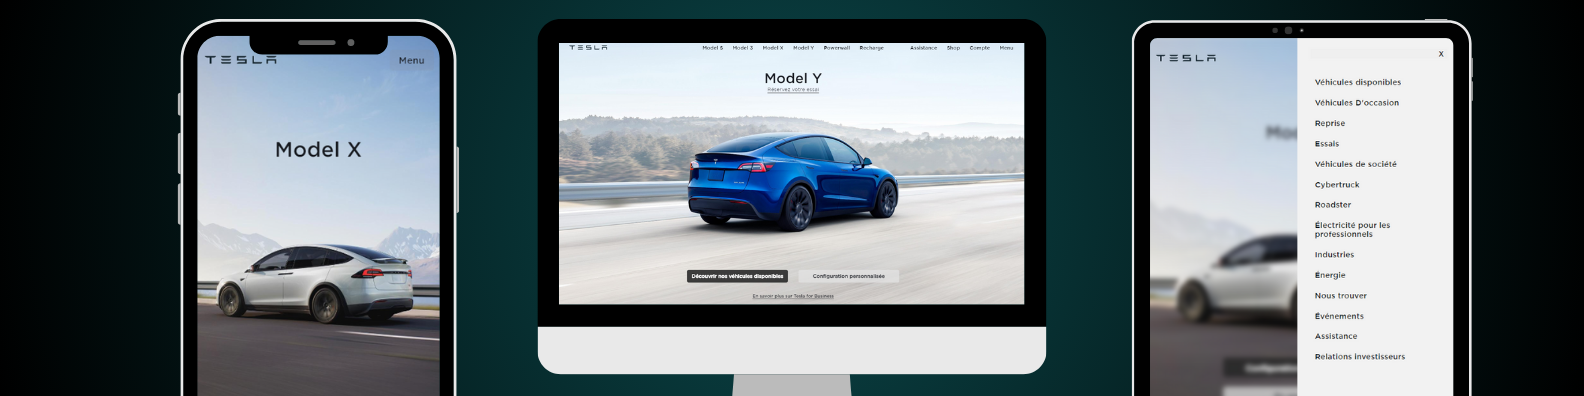 TESLA
Menu
Model X
TESLA
Model S Model 3 Model X Model Y Powerwall Recharge Assistance Shop Compte Menu
Model Y
Réservez votre essai
Découvrir nos véhicules disponibles
Configuration personnalisée
En savoir plus sur Tesla for Business
TESLA
X
Véhicules disponibles
Véhicules D'occasion
Reprise
Essais
Véhicules de société
Cybertruck
Roadster
Électricité pour les
professionnels
Industries
Énergie
Nous trouver
Événements
Assistance
Relations investisseurs